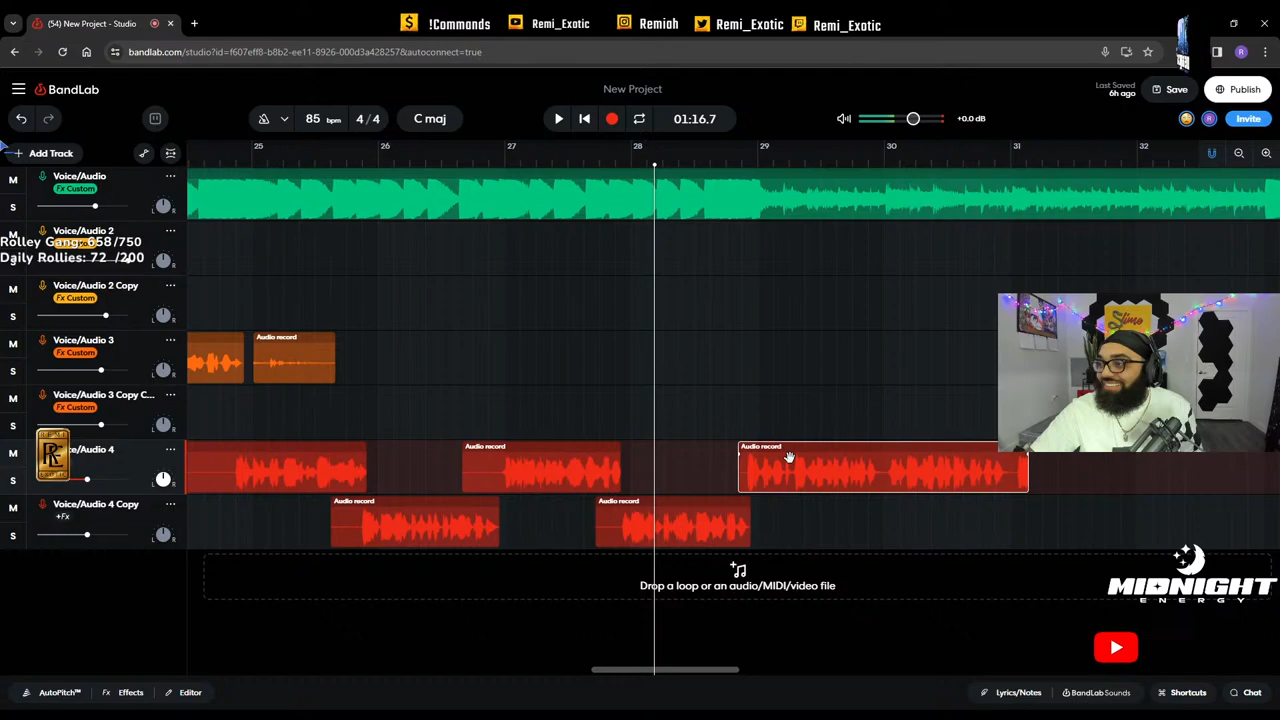 (54) New Project - Studio
!Commands
Remi_Exotic
Remiah
Remi_Exotic
Remi_Exotic
bandlab.com/studio?id=f607eff8-b8b2-ee11-8926-000d3a428257&autoconnect=true
BandLab
New Project
Last Saved
6h ago
Save
Publish
85 bpm
4/4
C maj
01:16.7
+0.0 dB
R
Invite
Add Track
25
26
27
28
29
30
31
32
M
Voice/Audio
Fx Custom
S
L
R
M
Voice/Audio 2
Rolley Gang: 658/750
Daily Rollies: 72 /200
S
L
R
M
Voice/Audio 2 Copy
Fx Custom
S
L
R
M
Voice/Audio 3
Fx Custom
S
L
R
Audio record
M
Voice/Audio 3 Copy C...
Fx Custom
S
L
R
Slime
M
ce/Audio 4
S
L
R
Audio record
Audio record
M
Voice/Audio 4 Copy
+Fx
S
L
R
Audio record
Audio record
Drop a loop or an audio/MIDI/video file
MIDNIGHT
ENERGY
AutoPitch™
Fx Effects
Editor
Lyrics/Notes
BandLab Sounds
Shortcuts
Chat